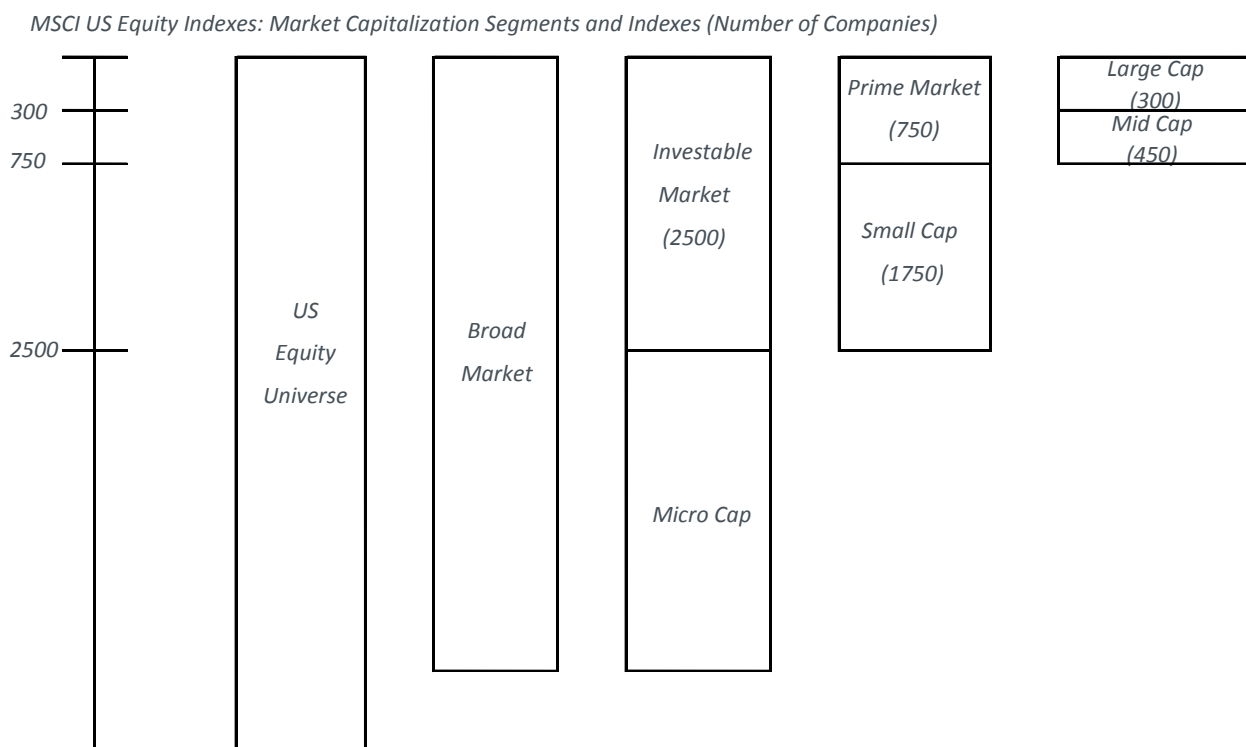 MSCI US Equity Indexes: Market Capitalization Segments and Indexes (Number of Companies)
300
750
2500
US
Equity
Universe
Broad
Market
Investable
Market
(2500)
Micro Cap
Prime Market
(750)
Small Cap
(1750)
Large Cap
(300)
Mid Cap
(450)